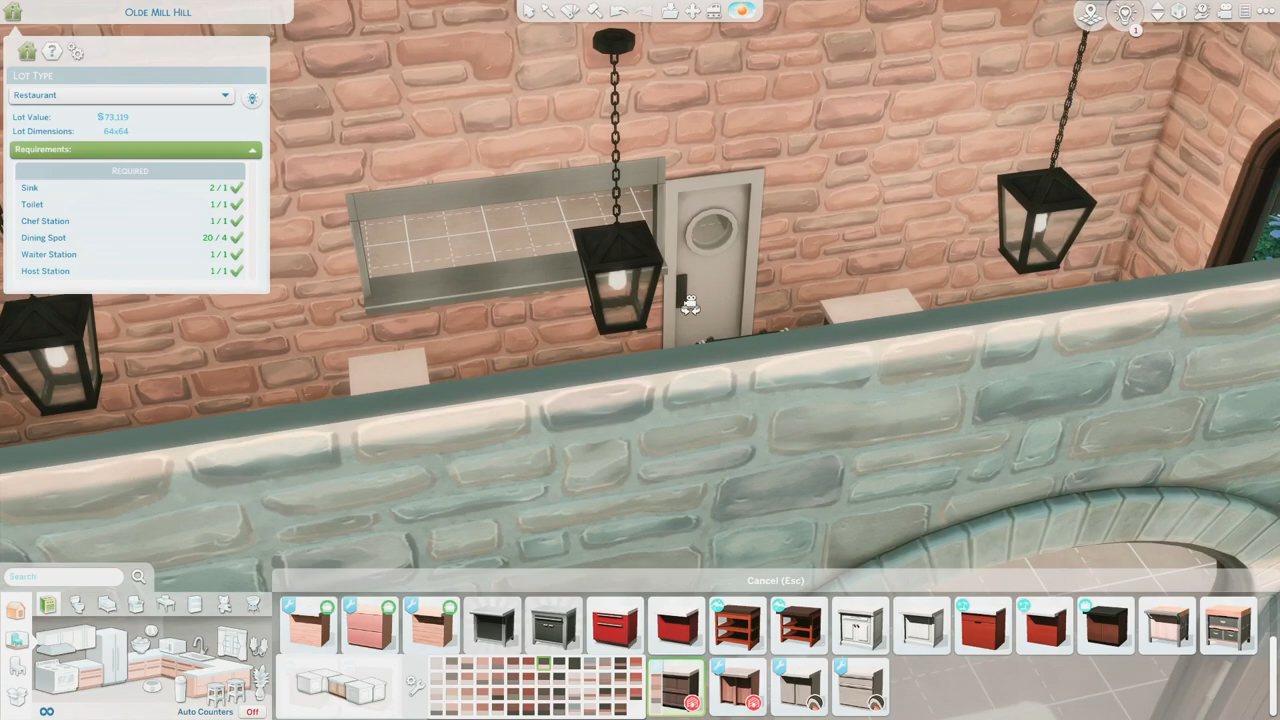 OLDE MILL HILL
LOT TYPE
Restaurant
Lot Value: §73,119
Lot Dimensions: 64x64
Requirements:
REQUIRED
Sink 2 / 1
Toilet 1 / 1
Chef Station 1 / 1
Dining Spot 20 / 4
Waiter Station 1 / 1
Host Station 1 / 1
1
Cancel (Esc)
Search
Auto Counters Off